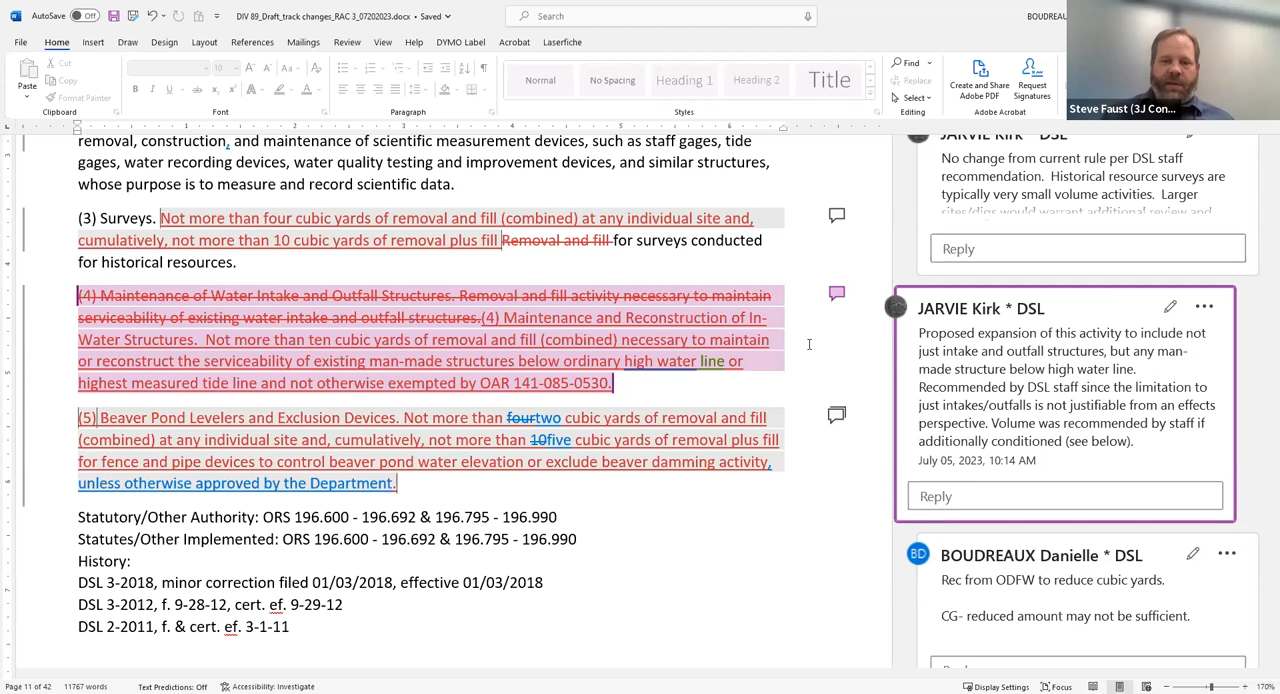 AutoSave Off DIV 89_Draft_track changes_RAC 3_07202023.docx • Saved Search BOUDREAU
File Home Insert Draw Design Layout References Mailings Review View Help DYMO Label Acrobat Laserfiche
Paste Cut Copy Format Painter Clipboard
10 Font
Paragraph
Normal No Spacing Heading 1 Heading 2 Title Styles
Find Replace Select Editing
Create and Share Adobe PDF Request Signatures Adobe Acrobat
Steve Faust (3J Con...
removal, construction, and maintenance of scientific measurement devices, such as staff gages, tide
gages, water recording devices, water quality testing and improvement devices, and similar structures,
whose purpose is to measure and record scientific data.
(3) Surveys. Not more than four cubic yards of removal and fill (combined) at any individual site and,
cumulatively, not more than 10 cubic yards of removal plus fill Removal and fill for surveys conducted
for historical resources.
(4) Maintenance of Water Intake and Outfall Structures. Removal and fill activity necessary to maintain
serviceability of existing water intake and outfall structures.(4) Maintenance and Reconstruction of In-
Water Structures. Not more than ten cubic yards of removal and fill (combined) necessary to maintain
or reconstruct the serviceability of existing man-made structures below ordinary high water line or
highest measured tide line and not otherwise exempted by OAR 141-085-0530.
(5) Beaver Pond Levelers and Exclusion Devices. Not more than fourtwo cubic yards of removal and fill
(combined) at any individual site and, cumulatively, not more than 10five cubic yards of removal plus fill
for fence and pipe devices to control beaver pond water elevation or exclude beaver damming activity,
unless otherwise approved by the Department.
Statutory/Other Authority: ORS 196.600 - 196.692 & 196.795 - 196.990
Statutes/Other Implemented: ORS 196.600 - 196.692 & 196.795 - 196.990
History:
DSL 3-2018, minor correction filed 01/03/2018, effective 01/03/2018
DSL 3-2012, f. 9-28-12, cert. ef. 9-29-12
DSL 2-2011, f. & cert. ef. 3-1-11
JARVIE Kirk * DSL
No change from current rule per DSL staff
recommendation. Historical resource surveys are
typically very small volume activities. Larger
sites/digs would warrant additional review and
Reply
JARVIE Kirk * DSL
Proposed expansion of this activity to include not
just intake and outfall structures, but any man-
made structure below high water line.
Recommended by DSL staff since the limitation to
just intakes/outfalls is not justifiable from an effects
perspective. Volume was recommended by staff if
additionally conditioned (see below).
July 05, 2023, 10:14 AM
Reply
BD BOUDREAUX Danielle * DSL
Rec from ODFW to reduce cubic yards.
CG- reduced amount may not be sufficient.
Page 11 of 42 11767 words Text Predictions: Off Accessibility: Investigate Display Settings Focus 170%